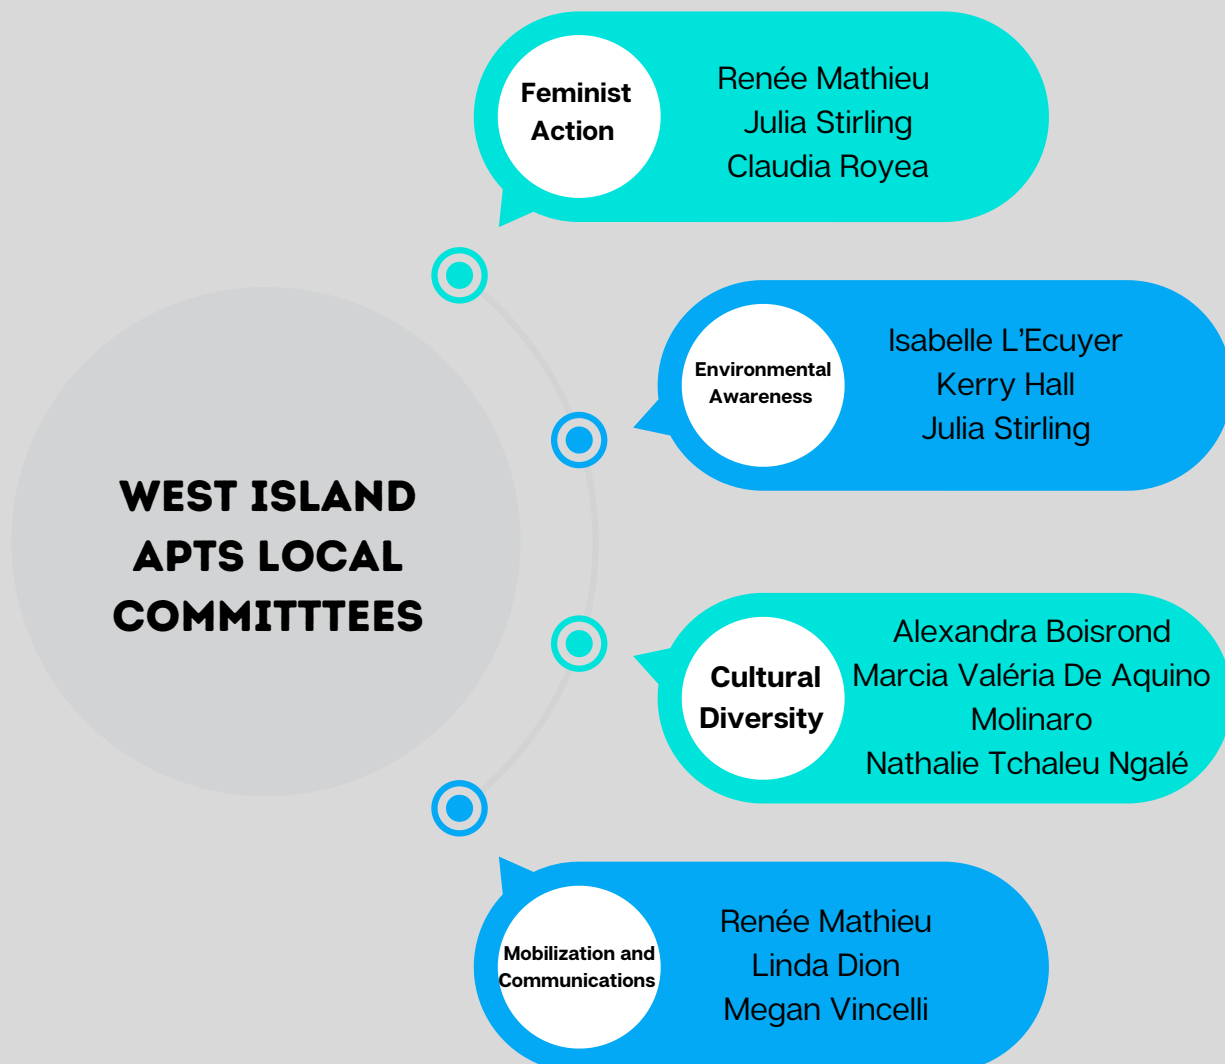 Feminist
Action
Renée Mathieu
Julia Stirling
Claudia Royea
Environmental
Awareness
Isabelle L’Ecuyer
Kerry Hall
Julia Stirling
WEST ISLAND
APTS LOCAL
COMMITTTEES
Cultural
Diversity
Alexandra Boisrond
Marcia Valéria De Aquino
Molinaro
Nathalie Tchaleu Ngalé
Mobilization and
Communications
Renée Mathieu
Linda Dion
Megan Vincelli